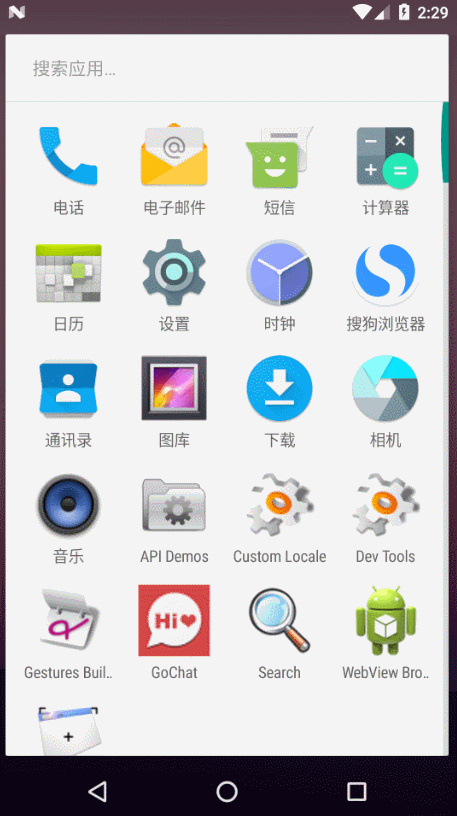 2:29
搜索应用...
电话
电子邮件
短信
计算器
日历
设置
时钟
搜狗浏览器
通讯录
图库
下载
相机
音乐
API Demos
Custom Locale
Dev Tools
Gestures Buil..
Hi
GoChat
Search
WebView Bro..